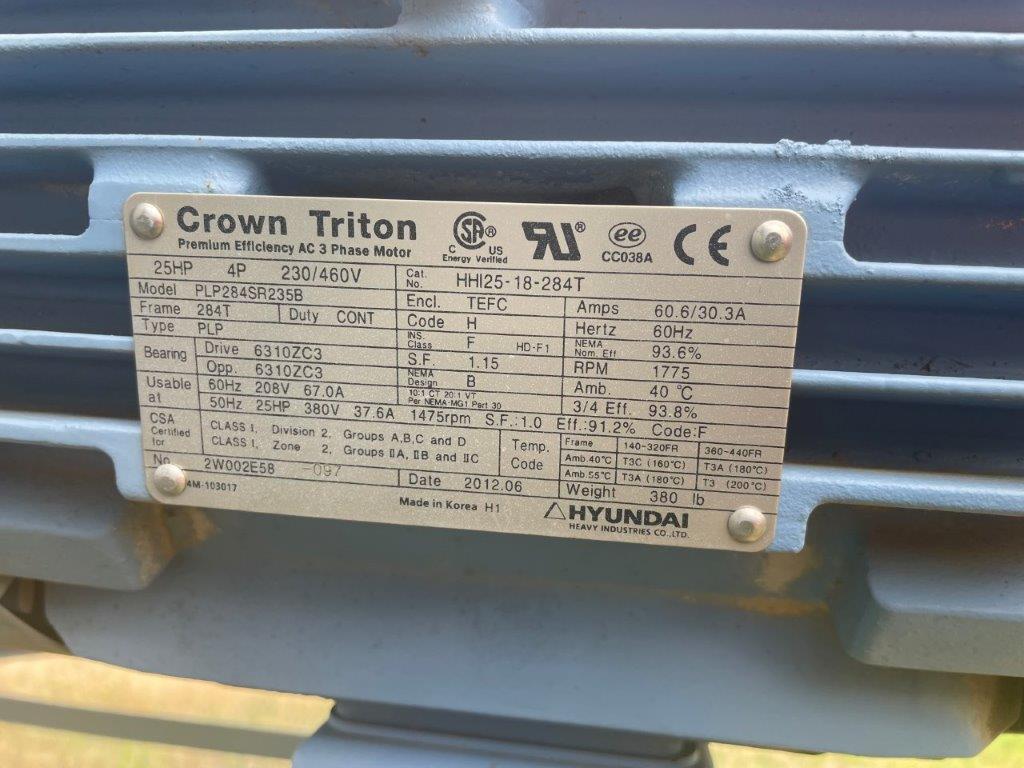 Crown Triton
Premium Efficiency AC 3 Phase Motor
SA® C US
Energy Verified
ee
CC038A
CE
25HP 4P 230/460V
Cat. No. HHI25-18-284T
Model PLP284SR235B
Encl. TEFC
Amps 60.6/30.3A
Frame 284T Duty CONT
Code H
Hertz 60Hz
Type PLP
INS. Class F HD-F1
NEMA Nom. Eff 93.6%
Bearing Drive 6310ZC3
S.F. 1.15
RPM 1775
Opp. 6310ZC3
NEMA Design B
Amb. 40 ℃
Usable at 60Hz 208V 67.0A
10:1 CT 20:1 VT
Per NEMA-MG1 Part 30
3/4 Eff. 93.8%
50Hz 25HP 380V 37.6A 1475rpm S.F.:1.0 Eff.:91.2% Code:F
CSA Certified for CLASS I, Division 2, Groups A,B,C and D
CLASS I, Zone 2, Groups IIA, IIB and IIC
Temp. Code
Frame 140-320FR 360-440FR
Amb.40℃ T3C (160℃) T3A (180℃)
Amb.55℃ T3A (180℃) T3 (200℃)
No. 2W002E58 -097 Date 2012.06 Weight 380 lb
4M-103017
Made in Korea H1
HYUNDAI
HEAVY INDUSTRIES CO.,LTD.